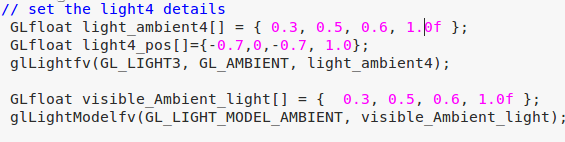 // set the light4 details
GLfloat light_ambient4[] = { 0.3, 0.5, 0.6, 1.0f };
GLfloat light4_pos[]={-0.7,0,-0.7, 1.0};
glLightfv(GL_LIGHT3, GL_AMBIENT, light_ambient4);
GLfloat visible_Ambient_light[] = {  0.3, 0.5, 0.6, 1.0f };
glLightModelfv(GL_LIGHT_MODEL_AMBIENT, visible_Ambient_light);